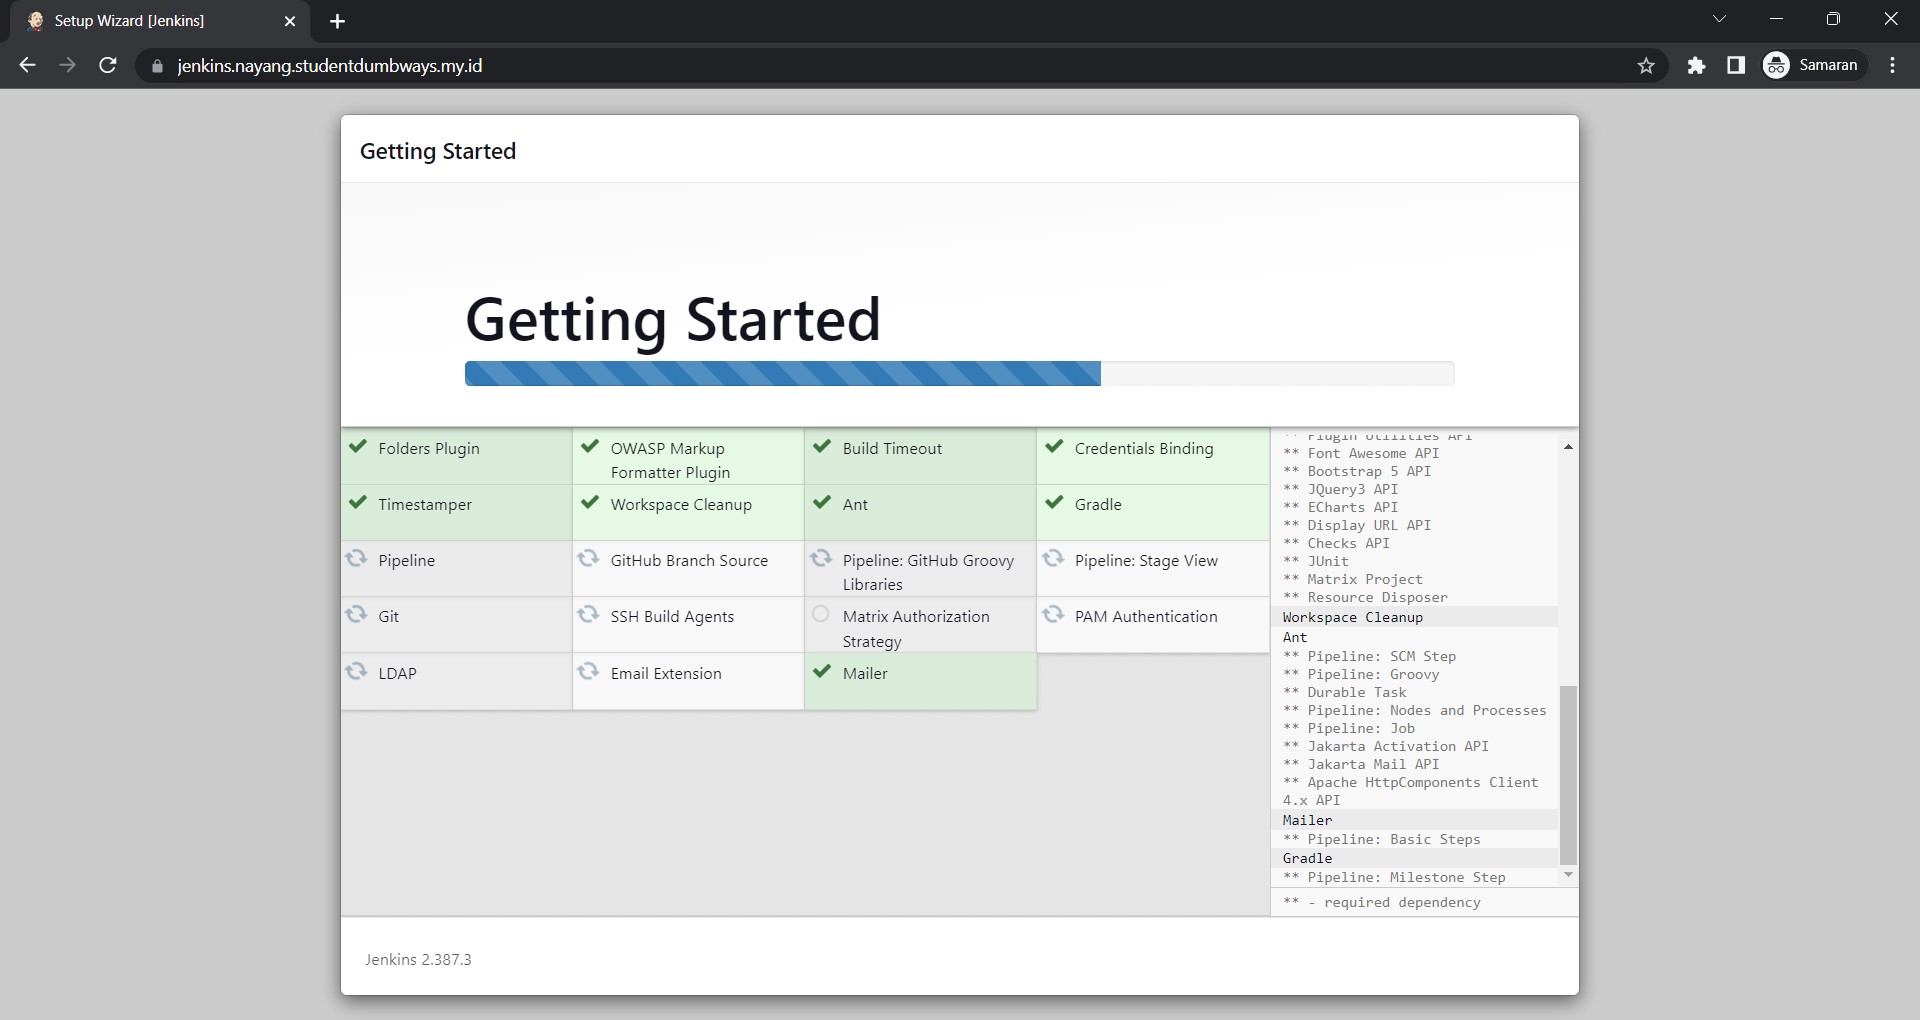 Setup Wizard [Jenkins]
jenkins.nayang.studentdumbways.my.id
Samaran
Getting Started
Getting Started
Folders Plugin
OWASP Markup
Formatter Plugin
Build Timeout
Credentials Binding
Timestamper
Workspace Cleanup
Ant
Gradle
Pipeline
GitHub Branch Source
Pipeline: GitHub Groovy
Libraries
Pipeline: Stage View
Git
SSH Build Agents
Matrix Authorization
Strategy
PAM Authentication
LDAP
Email Extension
Mailer
** Plugin Utilities API
** Font Awesome API
** Bootstrap 5 API
** JQuery3 API
** ECharts API
** Display URL API
** Checks API
** JUnit
** Matrix Project
** Resource Disposer
Workspace Cleanup
Ant
** Pipeline: SCM Step
** Pipeline: Groovy
** Durable Task
** Pipeline: Nodes and Processes
** Pipeline: Job
** Jakarta Activation API
** Jakarta Mail API
** Apache HttpComponents Client
4.x API
Mailer
** Pipeline: Basic Steps
Gradle
** Pipeline: Milestone Step
** - required dependency
Jenkins 2.387.3